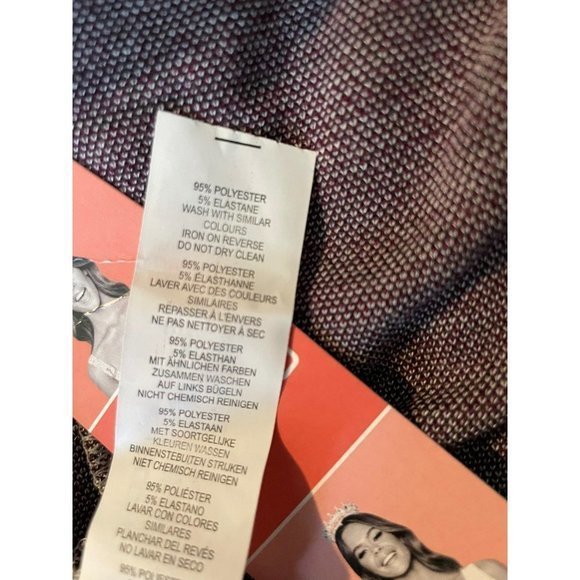 95% POLYESTER
5% ELASTANE
WASH WITH SIMILAR
COLOURS
IRON ON REVERSE
DO NOT DRY CLEAN
95% POLYESTER
5% ÉLASTHANNE
LAVER AVEC DES COULEURS
SIMILAIRES
REPASSER À L'ENVERS
NE PAS NETTOYER À SEC
95% POLYESTER
5% ELASTHAN
MIT ÄHNLICHEN FARBEN
ZUSAMMEN WASCHEN
AUF LINKS BÜGELN
NICHT CHEMISCH REINIGEN
95% POLYESTER
5% ELASTAAN
MET SOORTGELIJKE
KLEUREN WASSEN
BINNENSTEBUITEN STRIJKEN
NIET CHEMISCH REINIGEN
95% POLIÉSTER
5% ELASTANO
LAVAR CON COLORES
SIMILARES
PLANCHAR DEL REVÉS
NO LAVAR EN SECO
95% POLYESTER